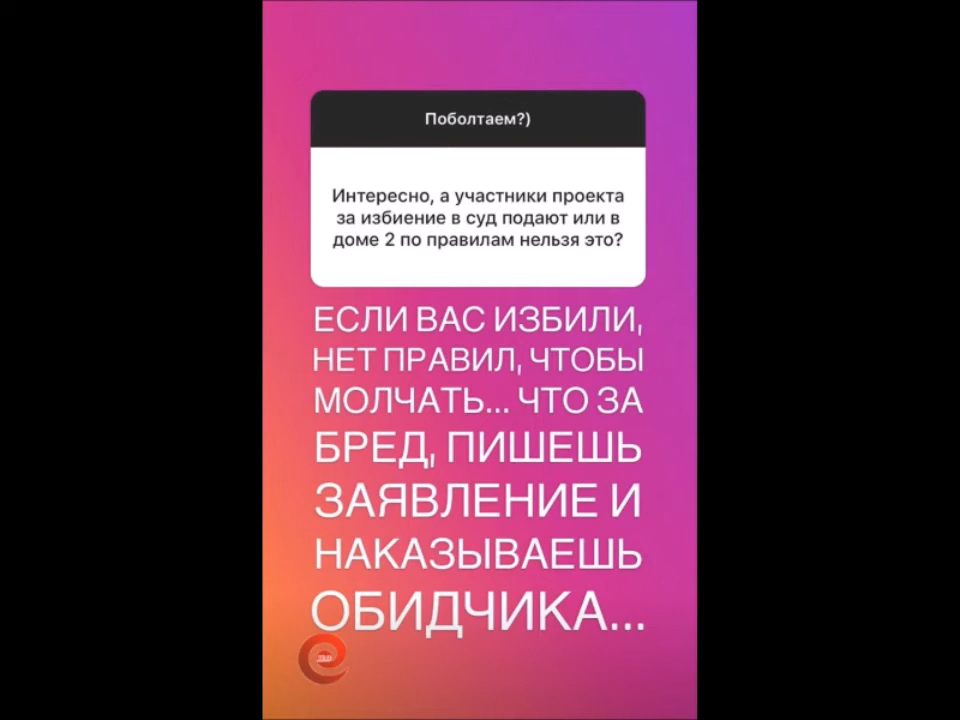 Поболтаем?)
Интересно, а участники проекта
за избиение в суд подают или в
доме 2 по правилам нельзя это?
ЕСЛИ ВАС ИЗБИЛИ,
НЕТ ПРАВИЛ, ЧТОБЫ
МОЛЧАТЬ... ЧТО ЗА
БРЕД, ПИШЕШЬ
ЗАЯВЛЕНИЕ И
НАКАЗЫВАЕШЬ
ОБИДЧИКА...